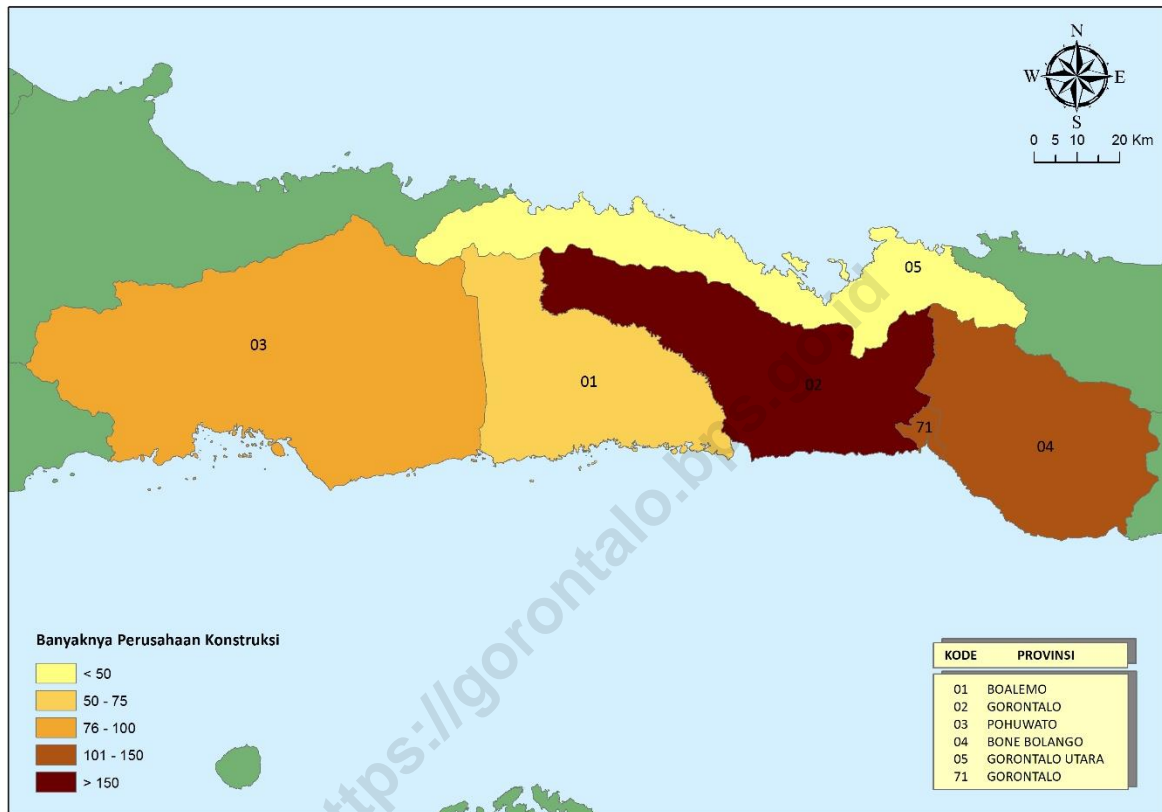 N
W E
S
0 5 10 20 Km
05
03
01
02
71
04
https://gorontalo.bps.go.id
Banyaknya Perusahaan Konstruksi
< 50
50 - 75
76 - 100
101 - 150
> 150
KODE PROVINSI
01 BOALEMO
02 GORONTALO
03 POHUWATO
04 BONE BOLANGO
05 GORONTALO UTARA
71 GORONTALO